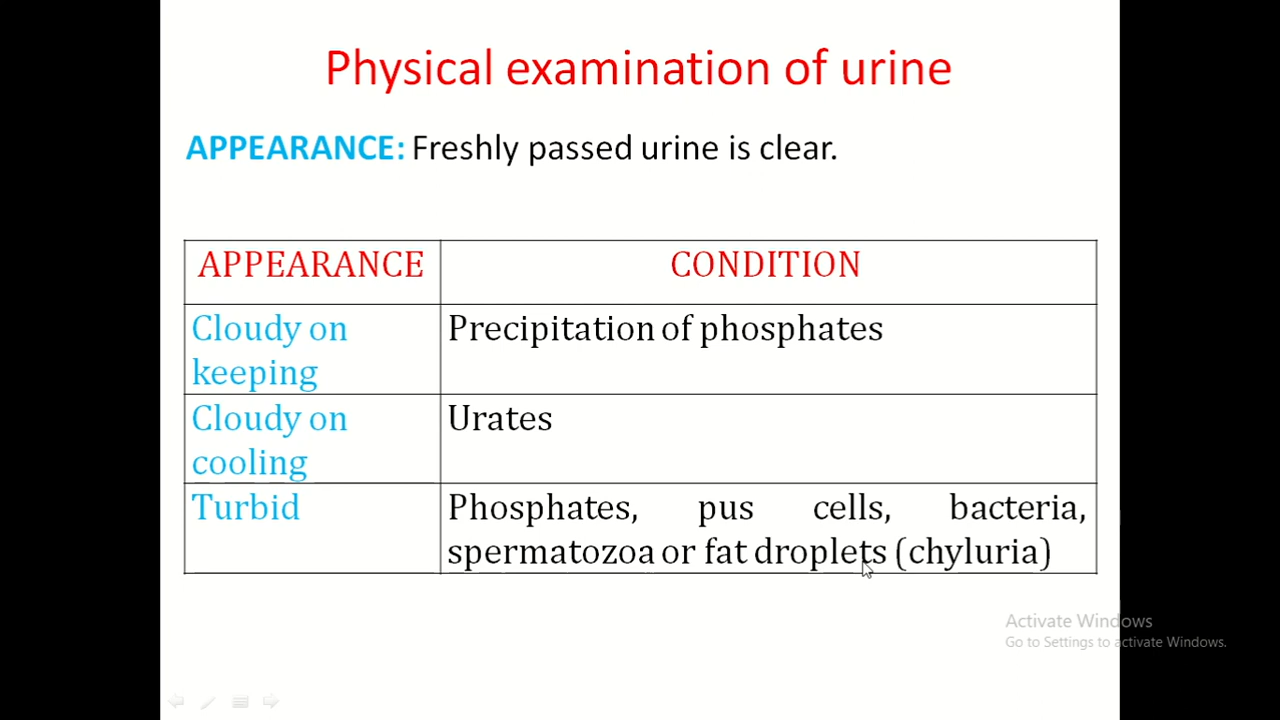 Physical examination of urine
APPEARANCE: Freshly passed urine is clear.
APPEARANCE
CONDITION
Cloudy on
keeping
Precipitation of phosphates
Cloudy on
cooling
Urates
Turbid
Phosphates, pus cells, bacteria,
spermatozoa or fat droplets (chyluria)
Activate Windows
Go to Settings to activate Windows.